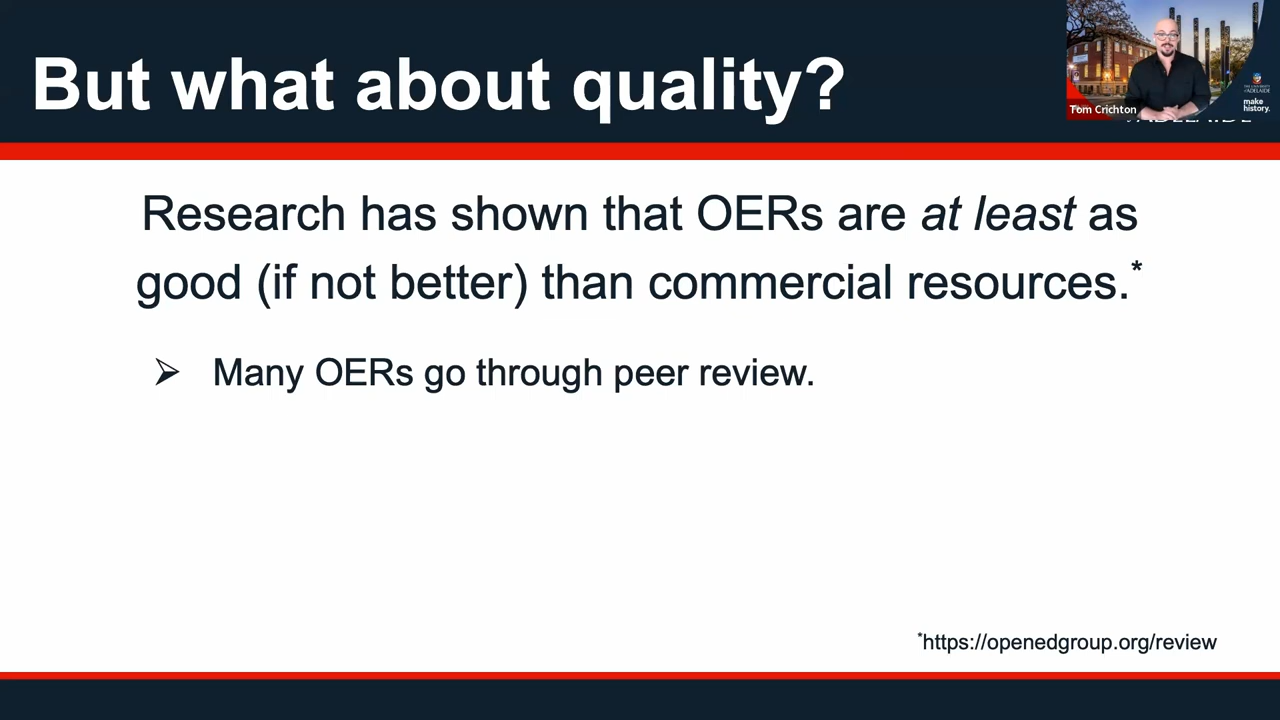 But what about quality?
Tom Crichton
make
history.
Research has shown that OERs are at least as
good (if not better) than commercial resources.*
➢ Many OERs go through peer review.
*https://openedgroup.org/review